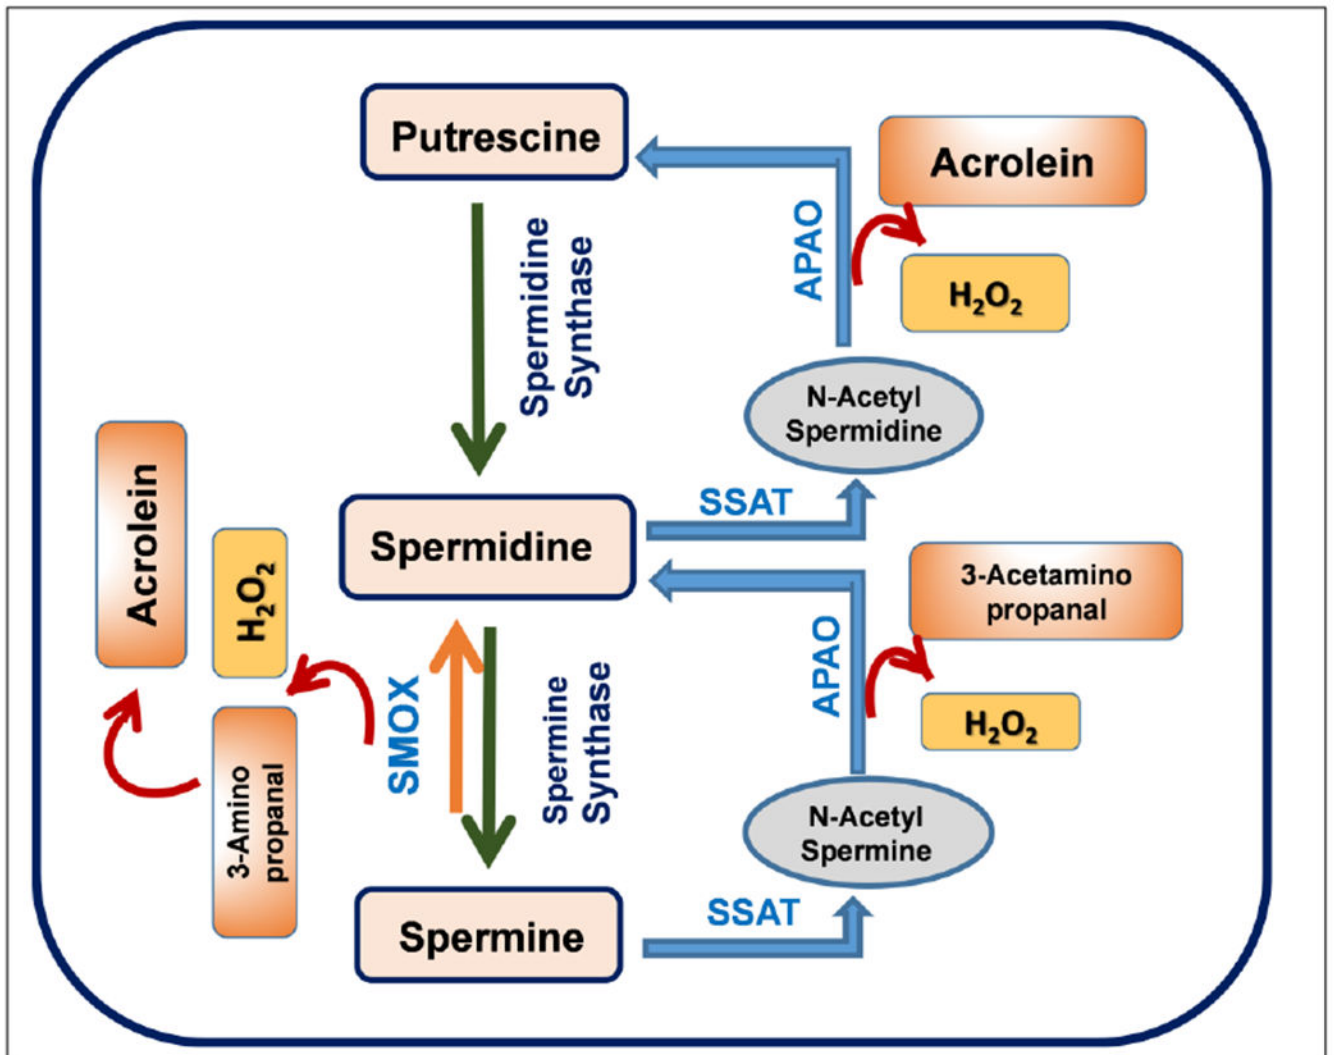 Putrescine
Acrolein
APAO
H₂O₂
Spermidine
Synthase
N-Acetyl
Spermidine
Acrolein
H₂O₂
Spermidine
SSAT
3-Acetamino
propanal
APAO
H₂O₂
SMOX
Spermine
Synthase
3-Amino
propanal
N-Acetyl
Spermine
Spermine
SSAT